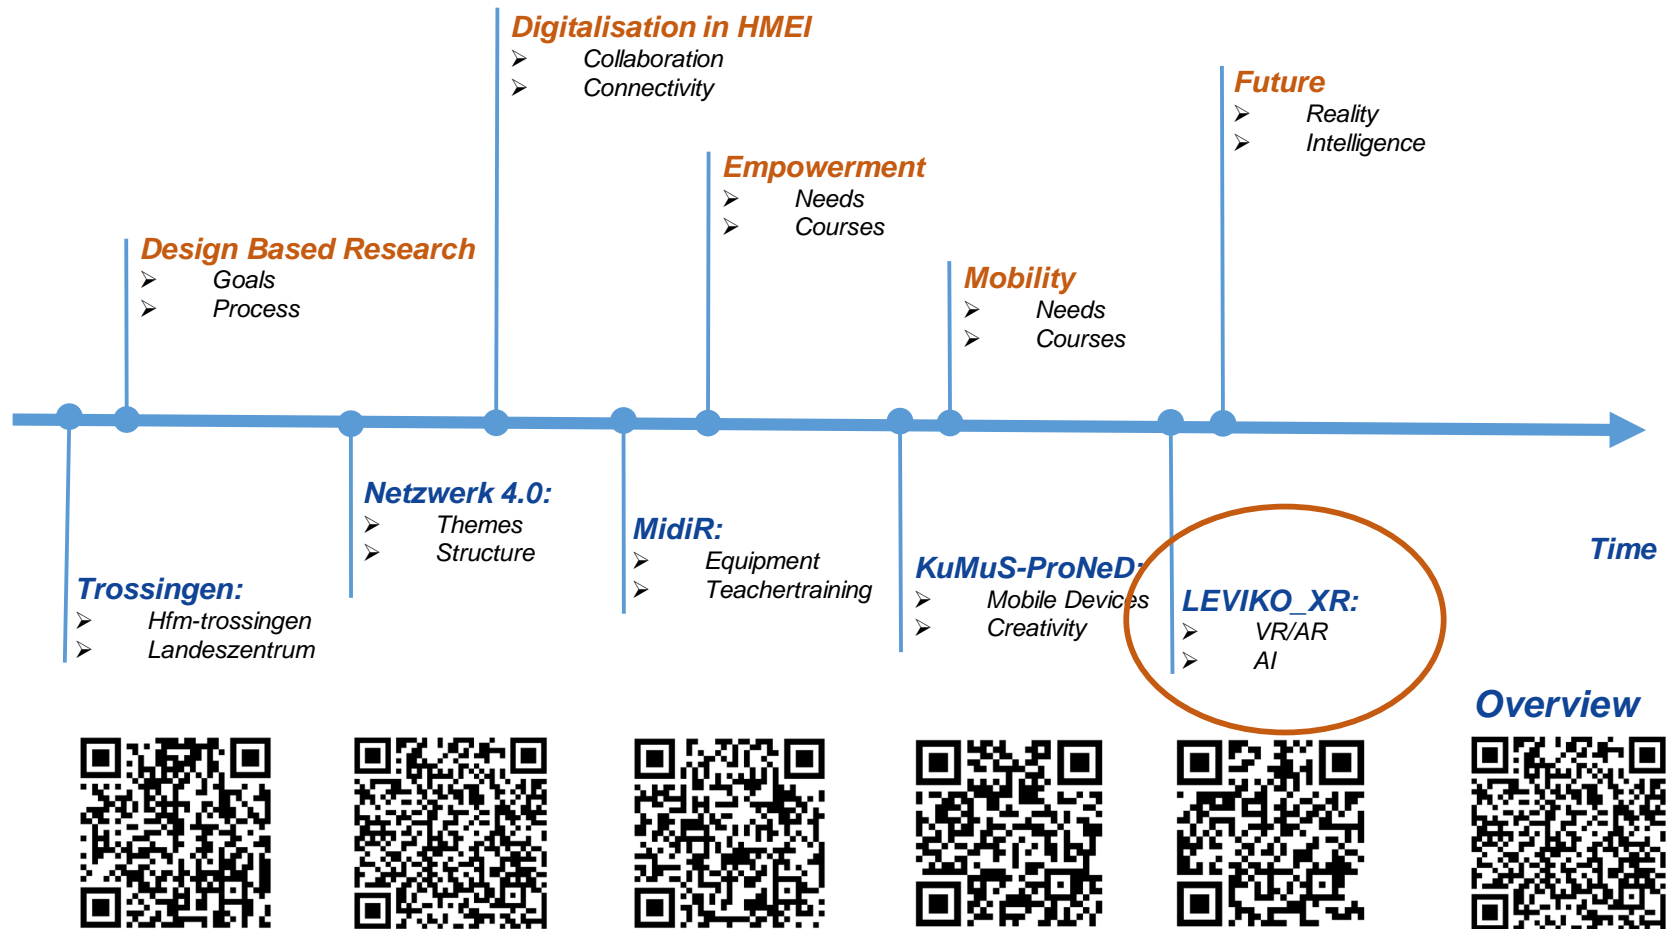 Digitalisation in HMEI
➢ Collaboration
➢ Connectivity
Future
➢ Reality
➢ Intelligence
Empowerment
➢ Needs
➢ Courses
Design Based Research
➢ Goals
➢ Process
Mobility
➢ Needs
➢ Courses
Trossingen:
➢ Hfm-trossingen
➢ Landeszentrum
Netzwerk 4.0:
➢ Themes
➢ Structure
MidiR:
➢ Equipment
➢ Teachertraining
KuMuS-ProNeD:
➢ Mobile Devices
➢ Creativity
LEVIKO_XR:
➢ VR/AR
➢ AI
Time
Overview